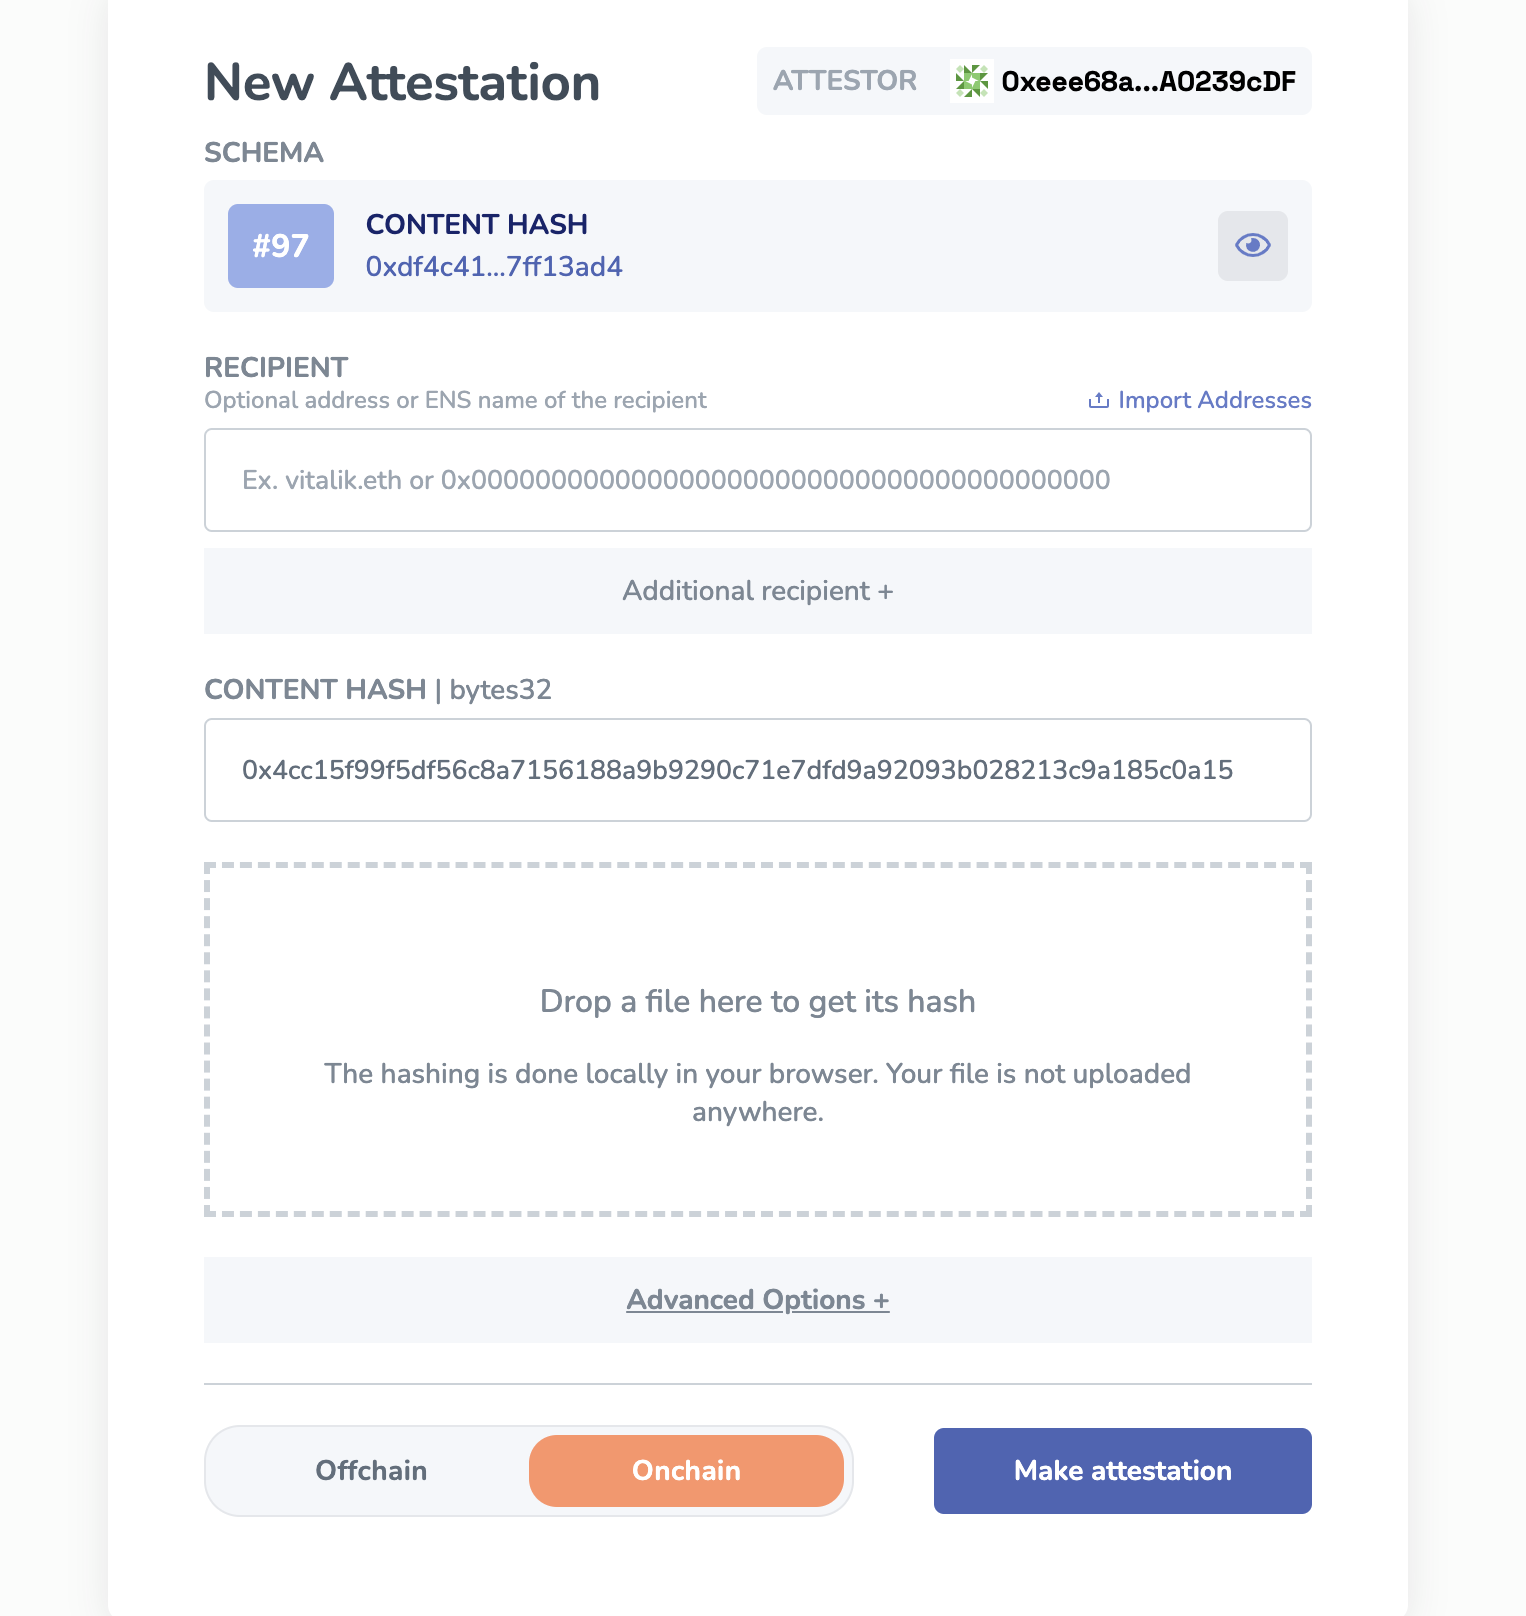 New Attestation
ATTESTOR 0xeee68a...A0239cDF
SCHEMA
#97
CONTENT HASH
0xdf4c41...7ff13ad4
RECIPIENT
Optional address or ENS name of the recipient
Import Addresses
Ex. vitalik.eth or 0x0000000000000000000000000000000000000000
Additional recipient +
CONTENT HASH | bytes32
0x4cc15f99f5df56c8a7156188a9b9290c71e7dfd9a92093b028213c9a185c0a15
Drop a file here to get its hash
The hashing is done locally in your browser. Your file is not uploaded
anywhere.
Advanced Options +
Offchain
Onchain
Make attestation